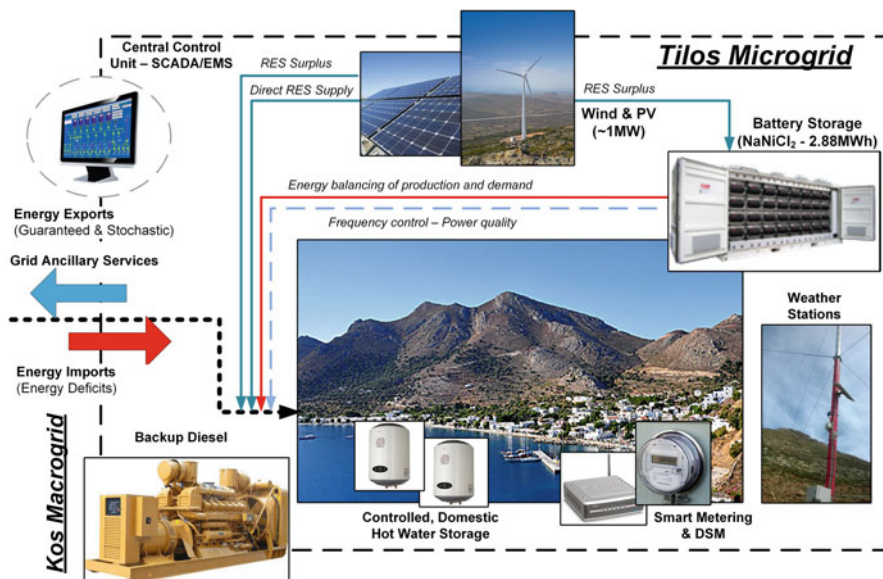 Central Control
Unit – SCADA/EMS
RES Surplus
Direct RES Supply
Tilos Microgrid
RES Surplus
Wind & PV
(~1MW)
Battery Storage
(NaNiCl₂ - 2.88MWh)
Energy balancing of production and demand
Frequency control – Power quality
Energy Exports
(Guaranteed & Stochastic)
Grid Ancillary Services
Weather
Stations
Energy Imports
(Energy Deficits)
Kos Macrogrid
Backup Diesel
Controlled, Domestic
Hot Water Storage
Smart Metering
& DSM